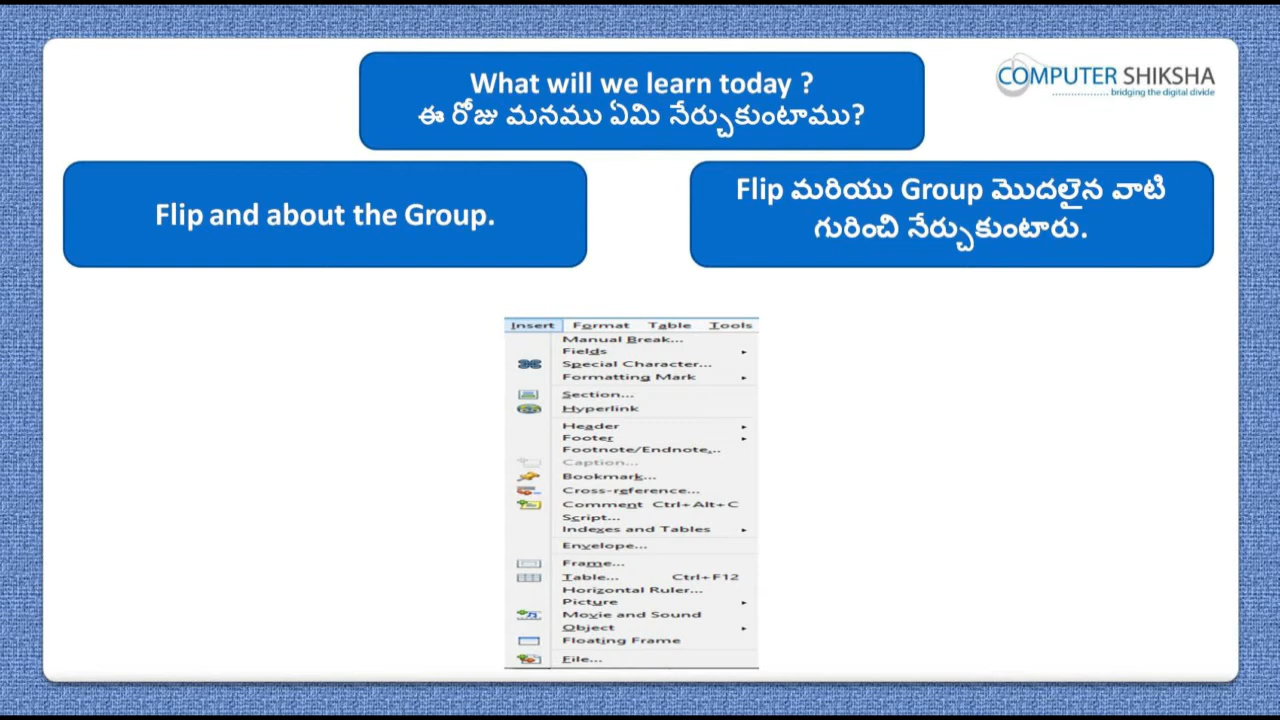 What will we learn today ?
ఈ రోజు మనము ఏమి నేర్చుకుంటాము?
COMPUTER SHIKSHA
bridging the digital divide
Flip and about the Group.
Flip మరియు Group మొదలైన వాటి
గురించి నేర్చుకుంటారు.
Insert Format Table Tools
Manual Break...
Fields
Special Character...
Formatting Mark
Section...
Hyperlink
Header
Footer
Footnote/Endnote...
Caption...
Bookmark...
Cross-reference...
Comment Ctrl+Alt+C
Script...
Indexes and Tables
Envelope...
Frame...
Table... Ctrl+F12
Horizontal Ruler...
Picture
Movie and Sound
Object
Floating Frame
File...